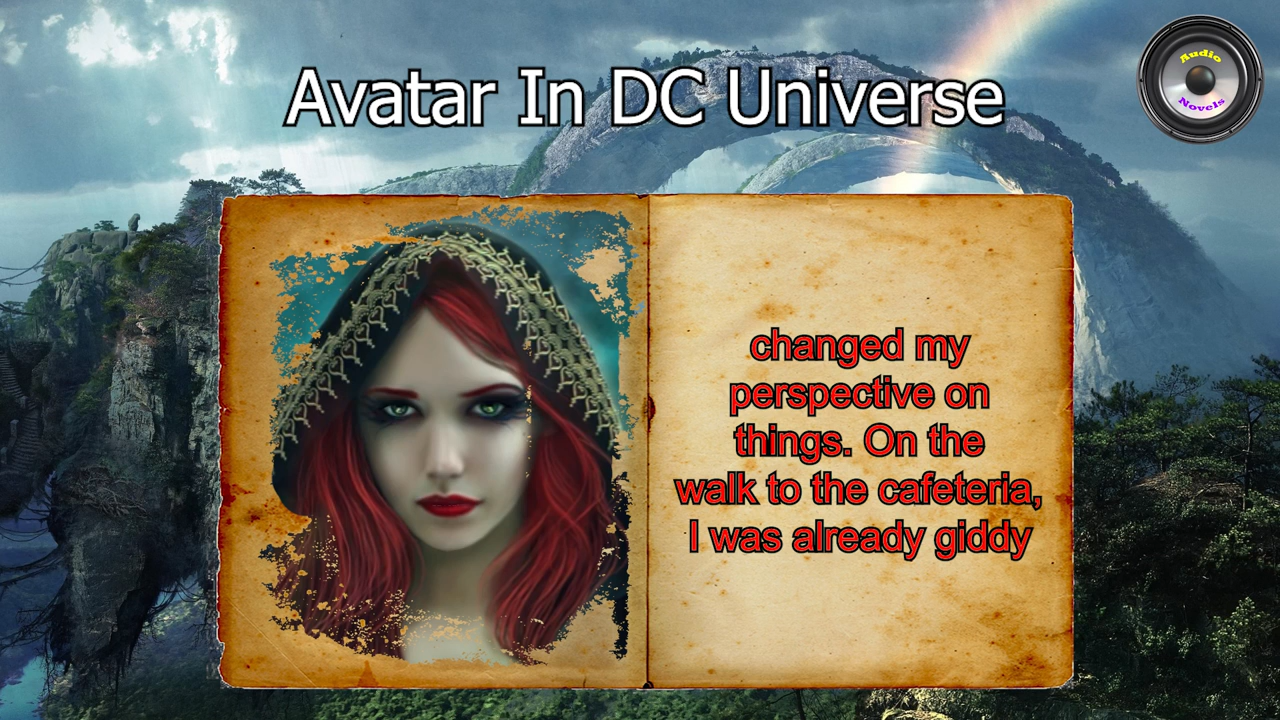 Avatar In DC Universe
Audio
Novels
changed my
perspective on
things. On the
walk to the cafeteria,
I was already giddy